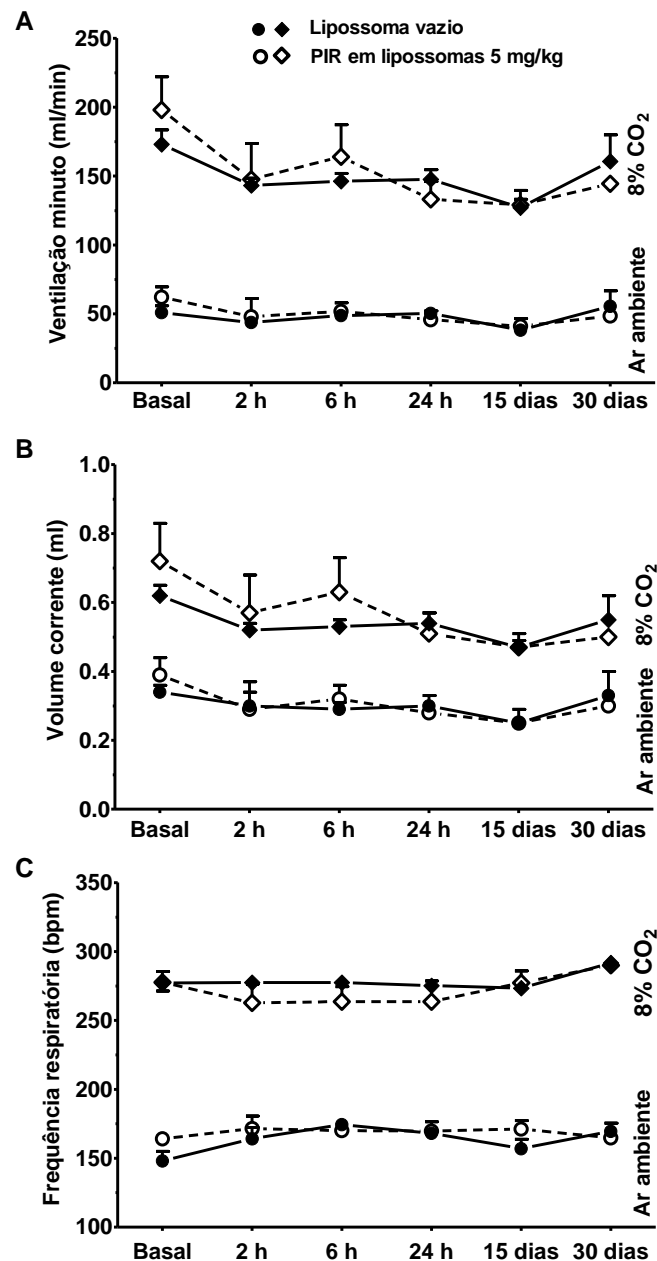 A
Lipossoma vazio
PIR em lipossomas 5 mg/kg
Ventilação minuto (ml/min)
250
200
150
100
50
0
8% CO₂
Ar ambiente
Basal 2 h 6 h 24 h 15 dias 30 dias
B
Volume corrente (ml)
1.0
0.8
0.6
0.4
0.2
0.0
8% CO₂
Ar ambiente
Basal 2 h 6 h 24 h 15 dias 30 dias
C
Frequência respiratória (bpm)
350
300
250
200
150
100
8% CO₂
Ar ambiente
Basal 2 h 6 h 24 h 15 dias 30 dias